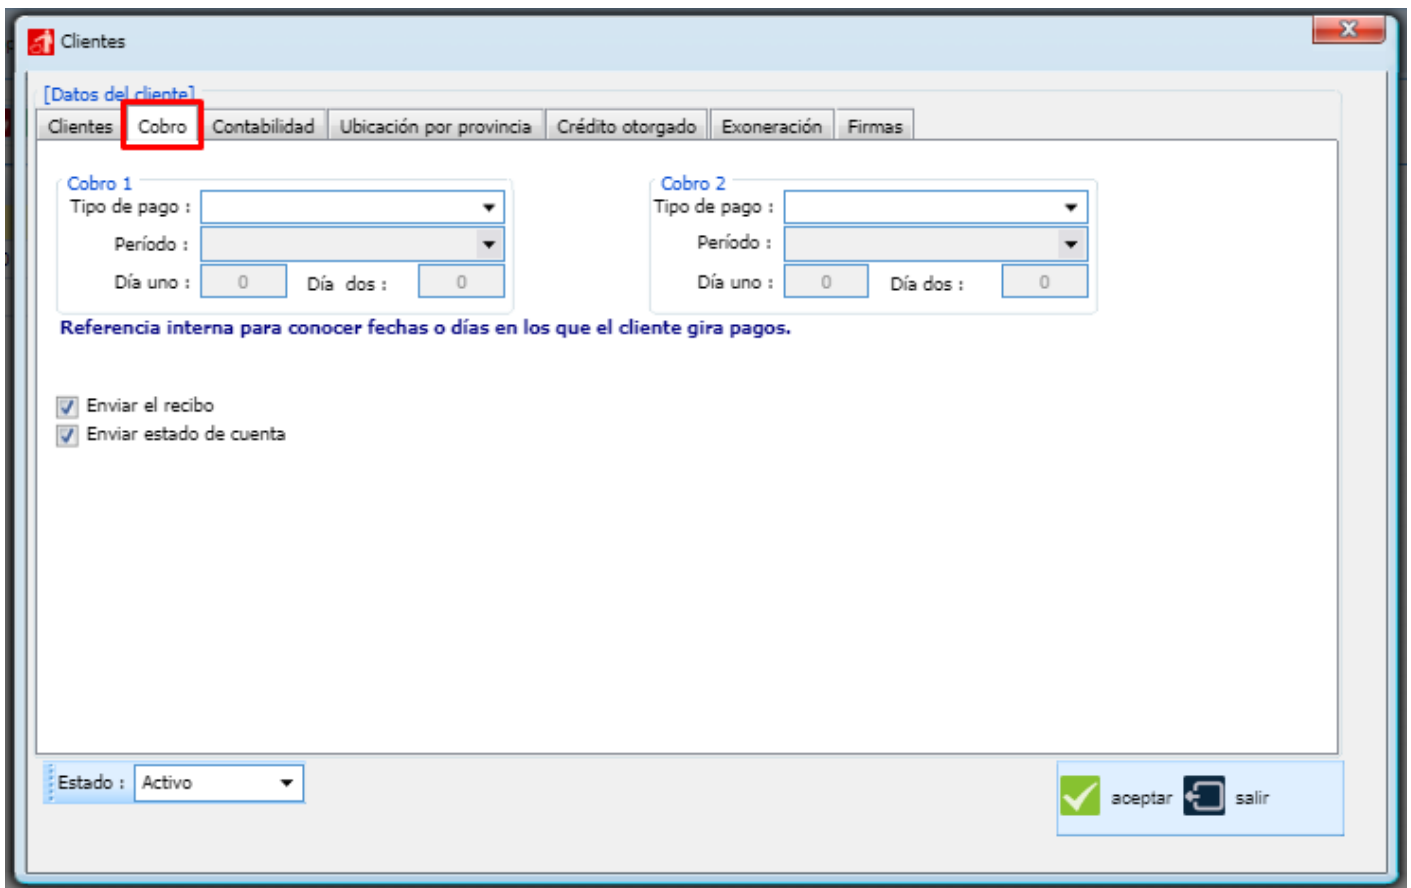 Clientes
[Datos del cliente]
Clientes Cobro Contabilidad Ubicación por provincia Crédito otorgado Exoneración Firmas
Cobro 1 Cobro 2
Tipo de pago : Tipo de pago :
Período : Período :
Día uno : 0 Día dos : 0 Día uno : 0 Día dos : 0
Referencia interna para conocer fechas o días en los que el cliente gira pagos.
Enviar el recibo
Enviar estado de cuenta
Estado : Activo
aceptar salir